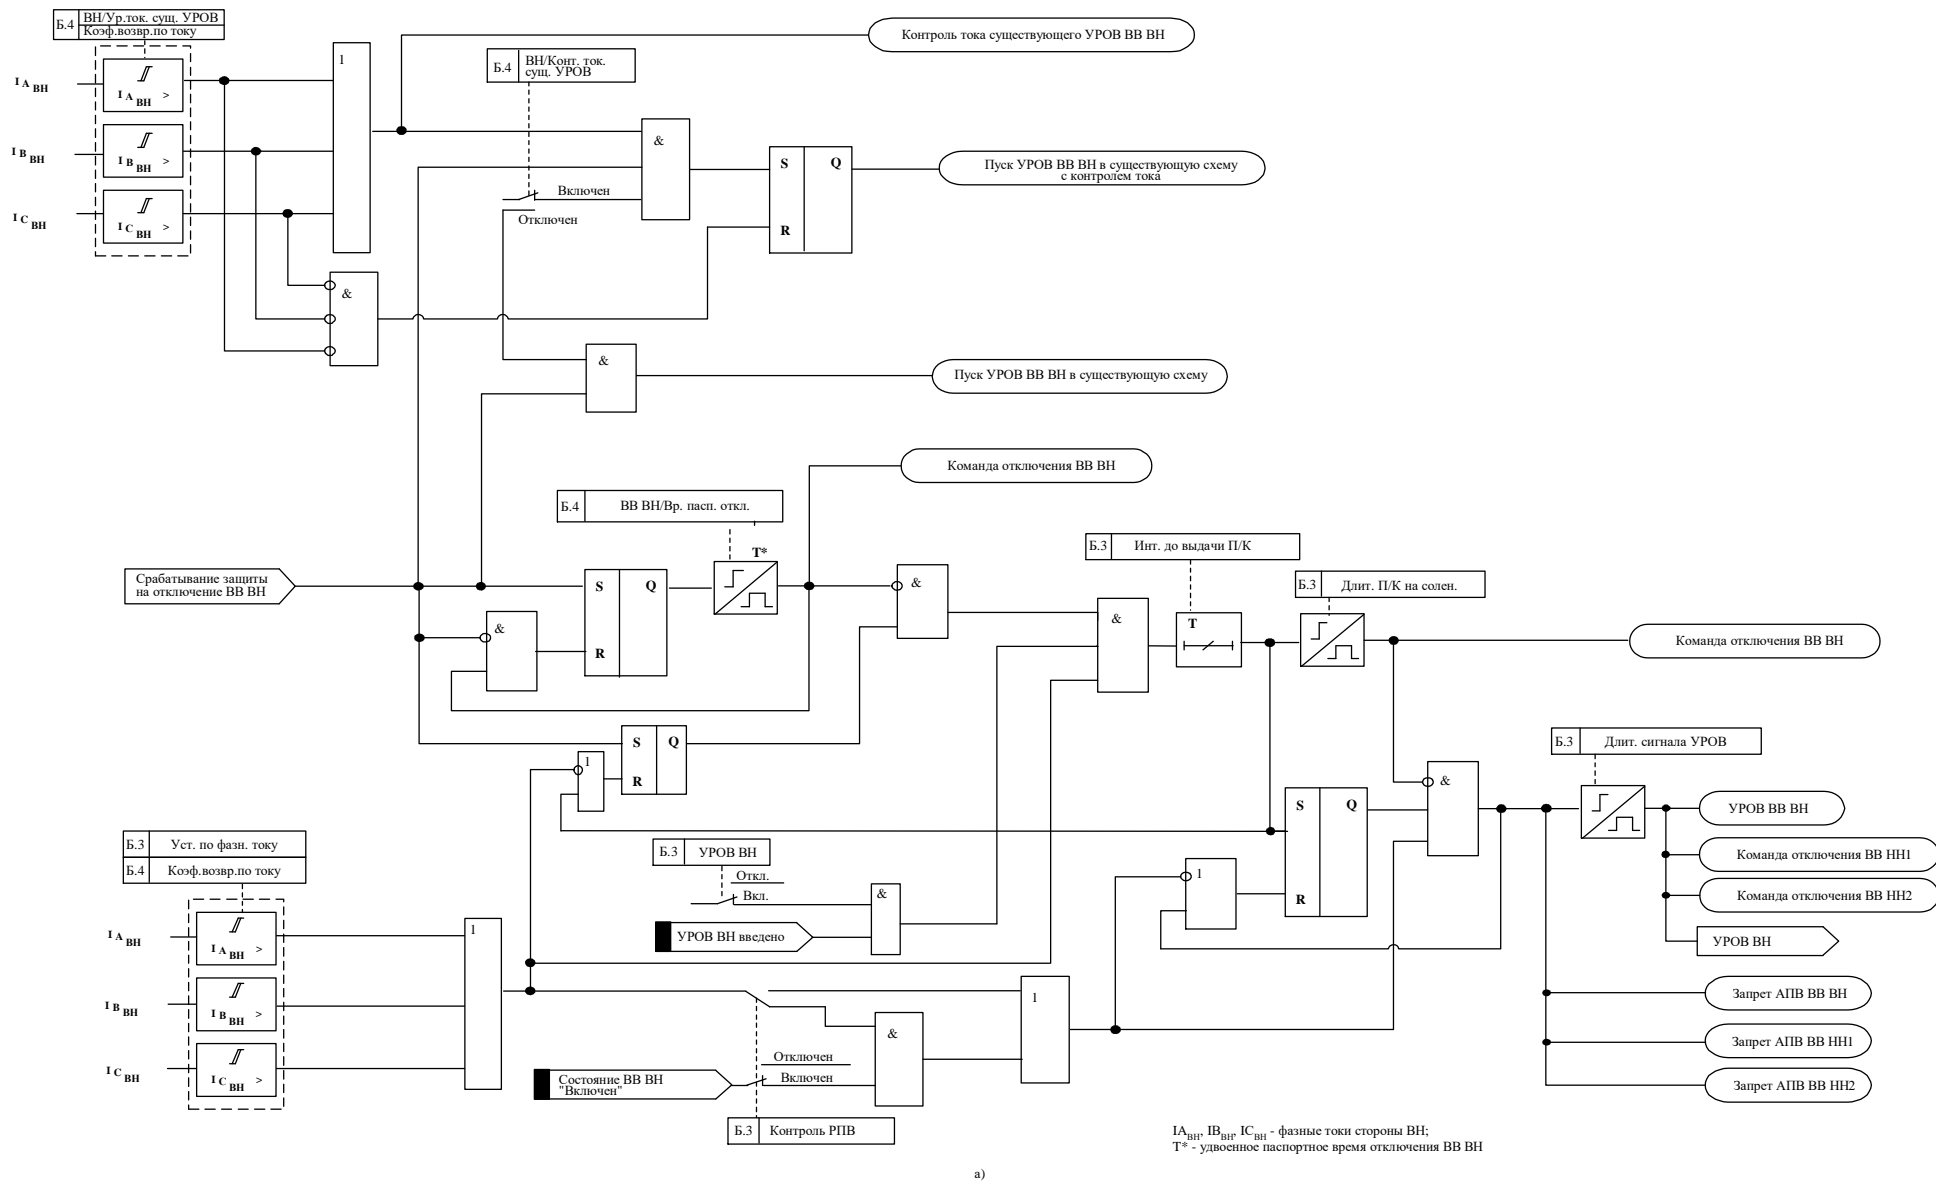 Б.4 ВН/Ур.ток. сущ. УРОВ
Коэф.возвр.по току
I A ВН
I A ВН >
I B ВН
I B ВН >
I C ВН
I C ВН >
1
&
Б.4 ВН/Конт. ток.
сущ. УРОВ
Включен
Отключен
&
S Q
R
Контроль тока существующего УРОВ ВВ ВН
Пуск УРОВ ВВ ВН в существующую схему
с контролем тока
&
Пуск УРОВ ВВ ВН в существующую схему
Команда отключения ВВ ВН
Б.4 ВВ ВН/Вр. пасп. откл.
T*
Срабатывание защиты
на отключение ВВ ВН
S Q
R
&
&
&
Б.3 Инт. до выдачи П/К
T
Б.3 Длит. П/К на солен.
Команда отключения ВВ ВН
S Q
R
1
Б.3 Длит. сигнала УРОВ
&
S Q
R
1
УРОВ ВВ ВН
Команда отключения ВВ НН1
Команда отключения ВВ НН2
УРОВ ВН
Запрет АПВ ВВ ВН
Запрет АПВ ВВ НН1
Запрет АПВ ВВ НН2
Б.3 УРОВ ВН
Откл.
Вкл.
УРОВ ВН введено
&
Б.3 Уст. по фазн. току
Б.4 Коэф.возвр.по току
I A ВН
I A ВН >
I B ВН
I B ВН >
I C ВН
I C ВН >
1
1
&
Отключен
Включен
Состояние ВВ ВН
"Включен"
Б.3 Контроль РПВ
IAВН, IBВН, ICВН - фазные токи стороны ВН;
T* - удвоенное паспортное время отключения ВВ ВН
а)